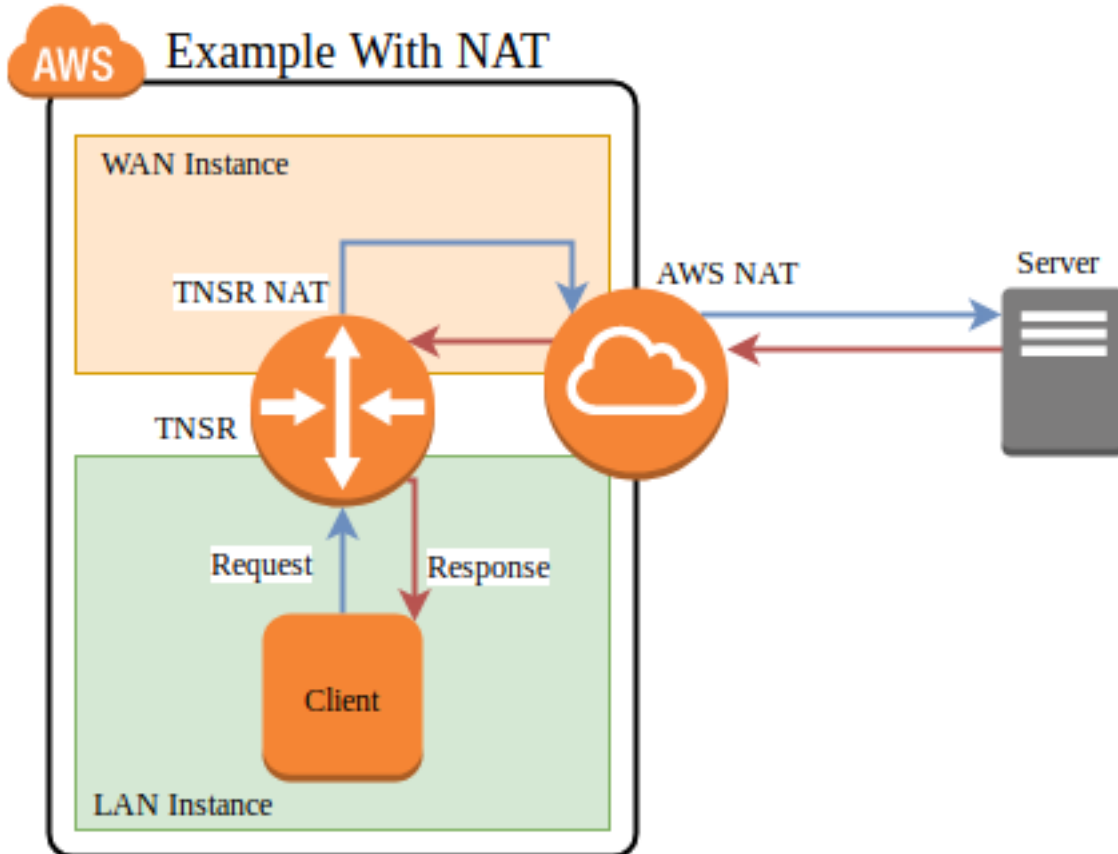 AWS
Example With NAT
WAN Instance
TNSR NAT
AWS NAT
Server
TNSR
Request
Response
Client
LAN Instance